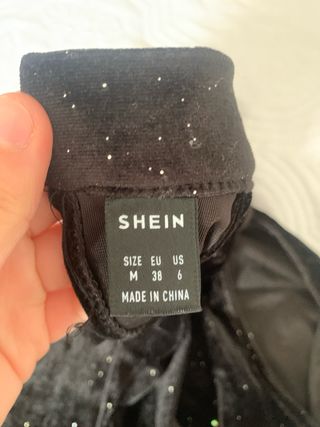 SHEIN
SIZE EU US
M 38 6
MADE IN CHINA